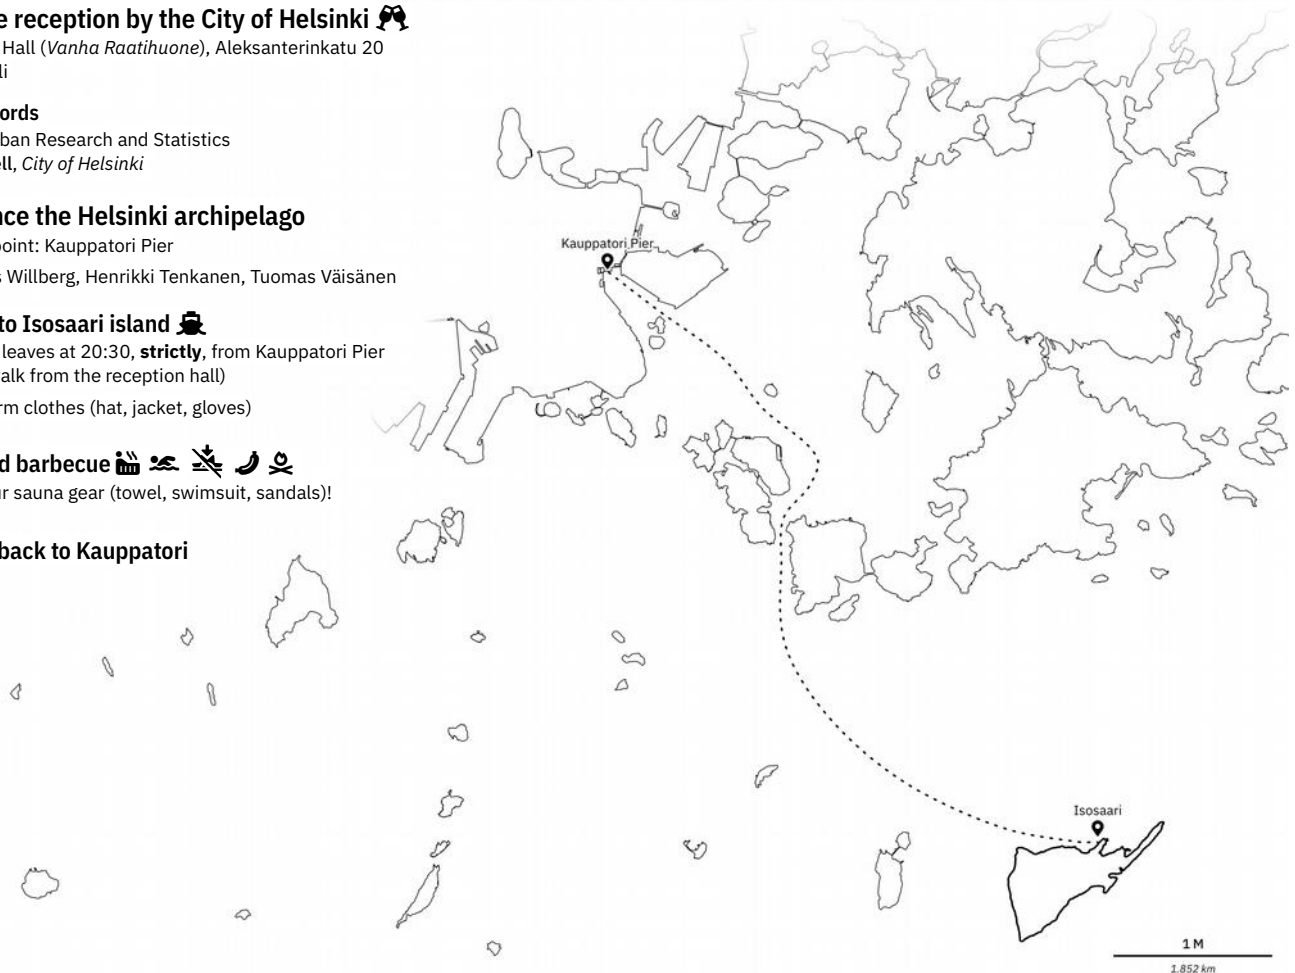 e reception by the City of Helsinki
Hall (Vanha Raatihuone), Aleksanterinkatu 20
li
ords
ban Research and Statistics
ell, City of Helsinki
nce the Helsinki archipelago
oint: Kauppatori Pier
s Willberg, Henrikki Tenkanen, Tuomas Väisänen
to Isosaari island
leaves at 20:30, strictly, from Kauppatori Pier
alk from the reception hall)
rm clothes (hat, jacket, gloves)
d barbecue
ur sauna gear (towel, swimsuit, sandals)!
back to Kauppatori
Kauppatori Pier
Isosaari
1 M
1.852 km